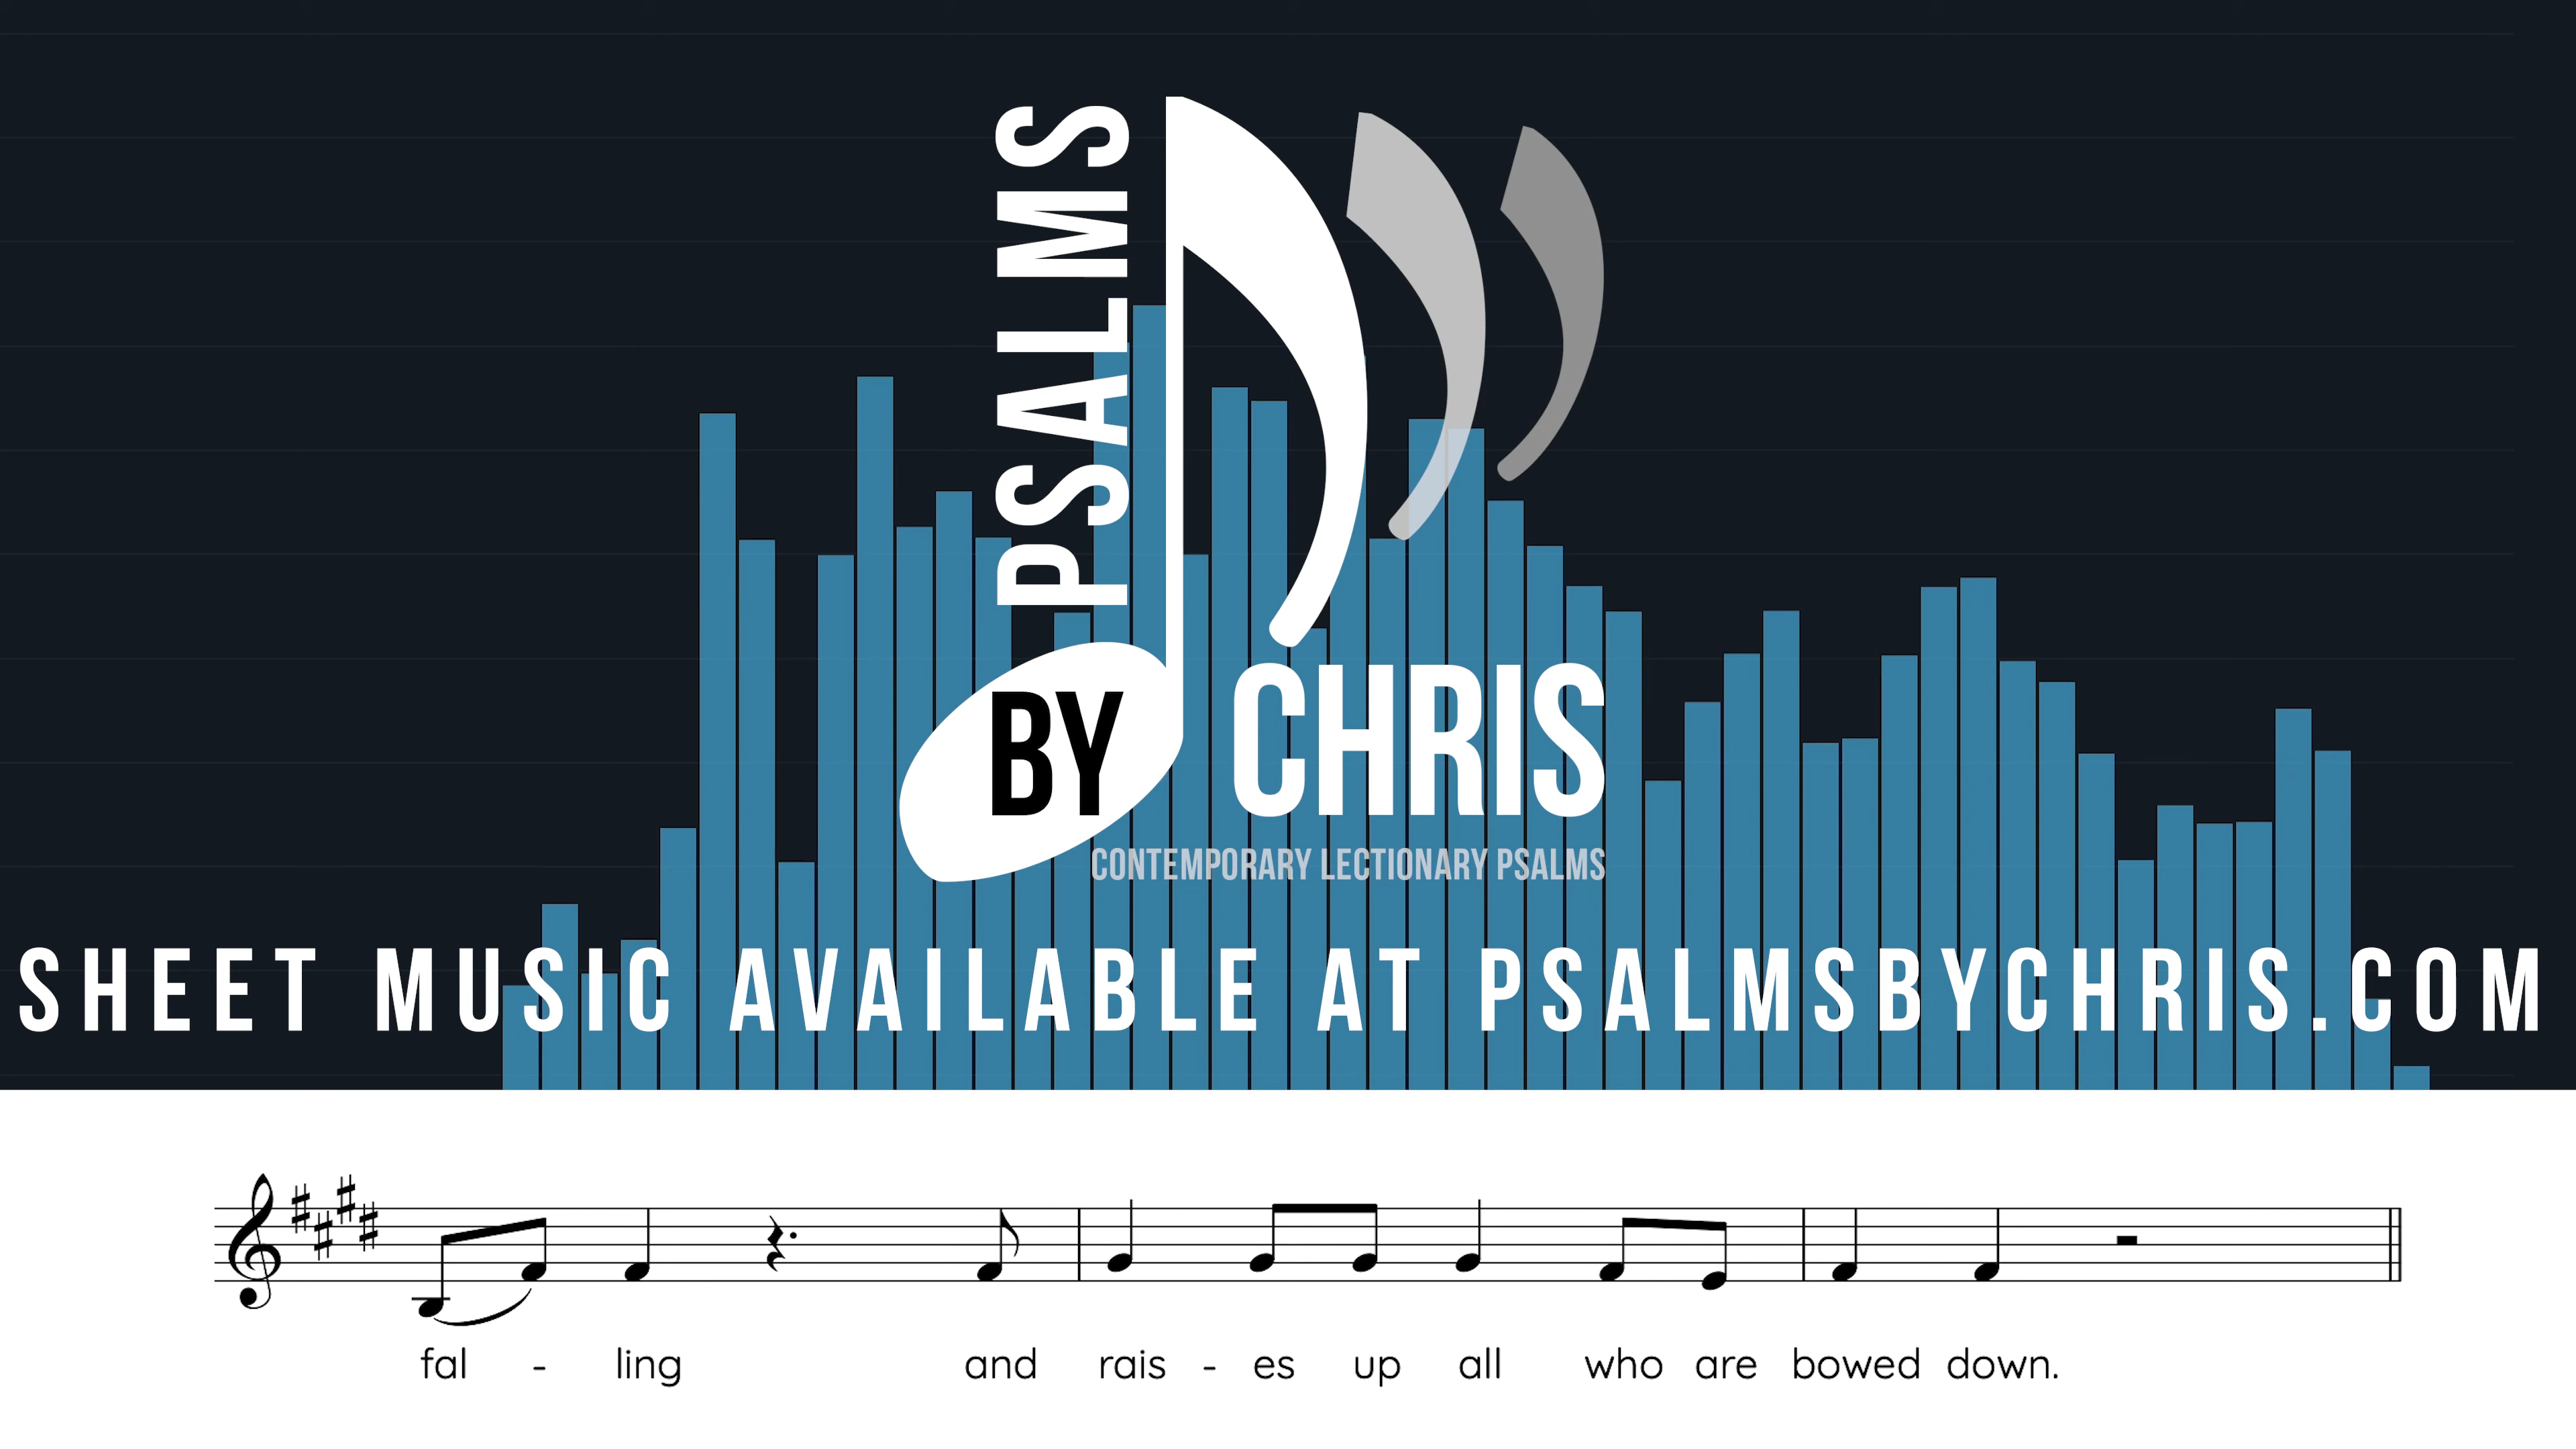 PSALMS
BY CHRIS
CONTEMPORARY LECTIONARY PSALMS
SHEET MUSIC AVAILABLE AT PSALMSBYCHRIS.COM
fal - ling and rais - es up all who are bowed down.